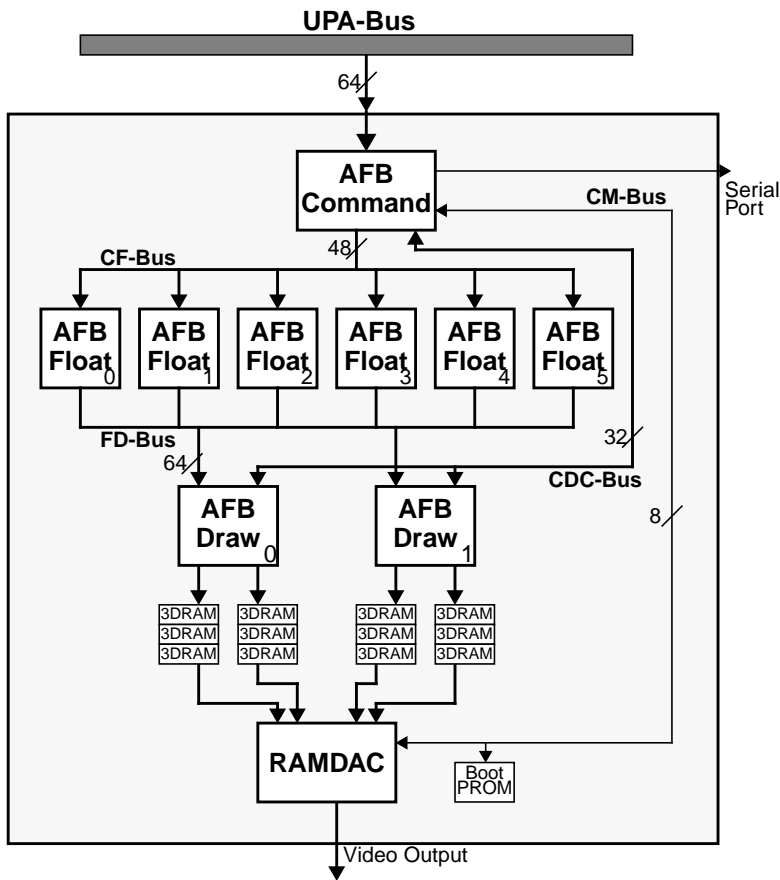 UPA-Bus
64
AFB
Command
Serial
Port
CM-Bus
48
CF-Bus
AFB
Float
0
AFB
Float
1
AFB
Float
2
AFB
Float
3
AFB
Float
4
AFB
Float
5
FD-Bus
64
32
CDC-Bus
AFB
Draw
0
AFB
Draw
1
8
3DRAM
3DRAM
3DRAM
3DRAM
3DRAM
3DRAM
3DRAM
3DRAM
3DRAM
3DRAM
3DRAM
3DRAM
RAMDAC
Boot
PROM
Video Output